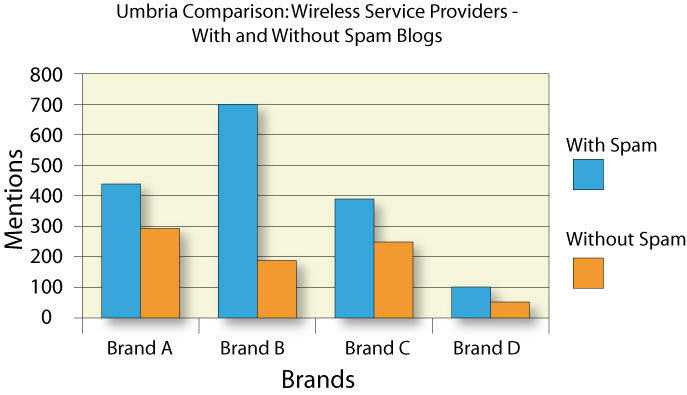 Umbria Comparison: Wireless Service Providers -
With and Without Spam Blogs
800
700
600
500
400
300
200
100
0
Mentions
Brand A
Brand B
Brand C
Brand D
Brands
With Spam
Without Spam